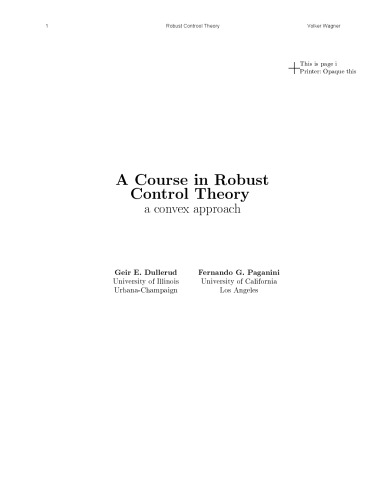 1 Robust Controol Theory Volker Wagner
This is page i
Printer: Opaque this
A Course in Robust
Control Theory
a convex approach
Geir E. Dullerud Fernando G. Paganini
University of Illinois University of California
Urbana-Champaign Los Angeles